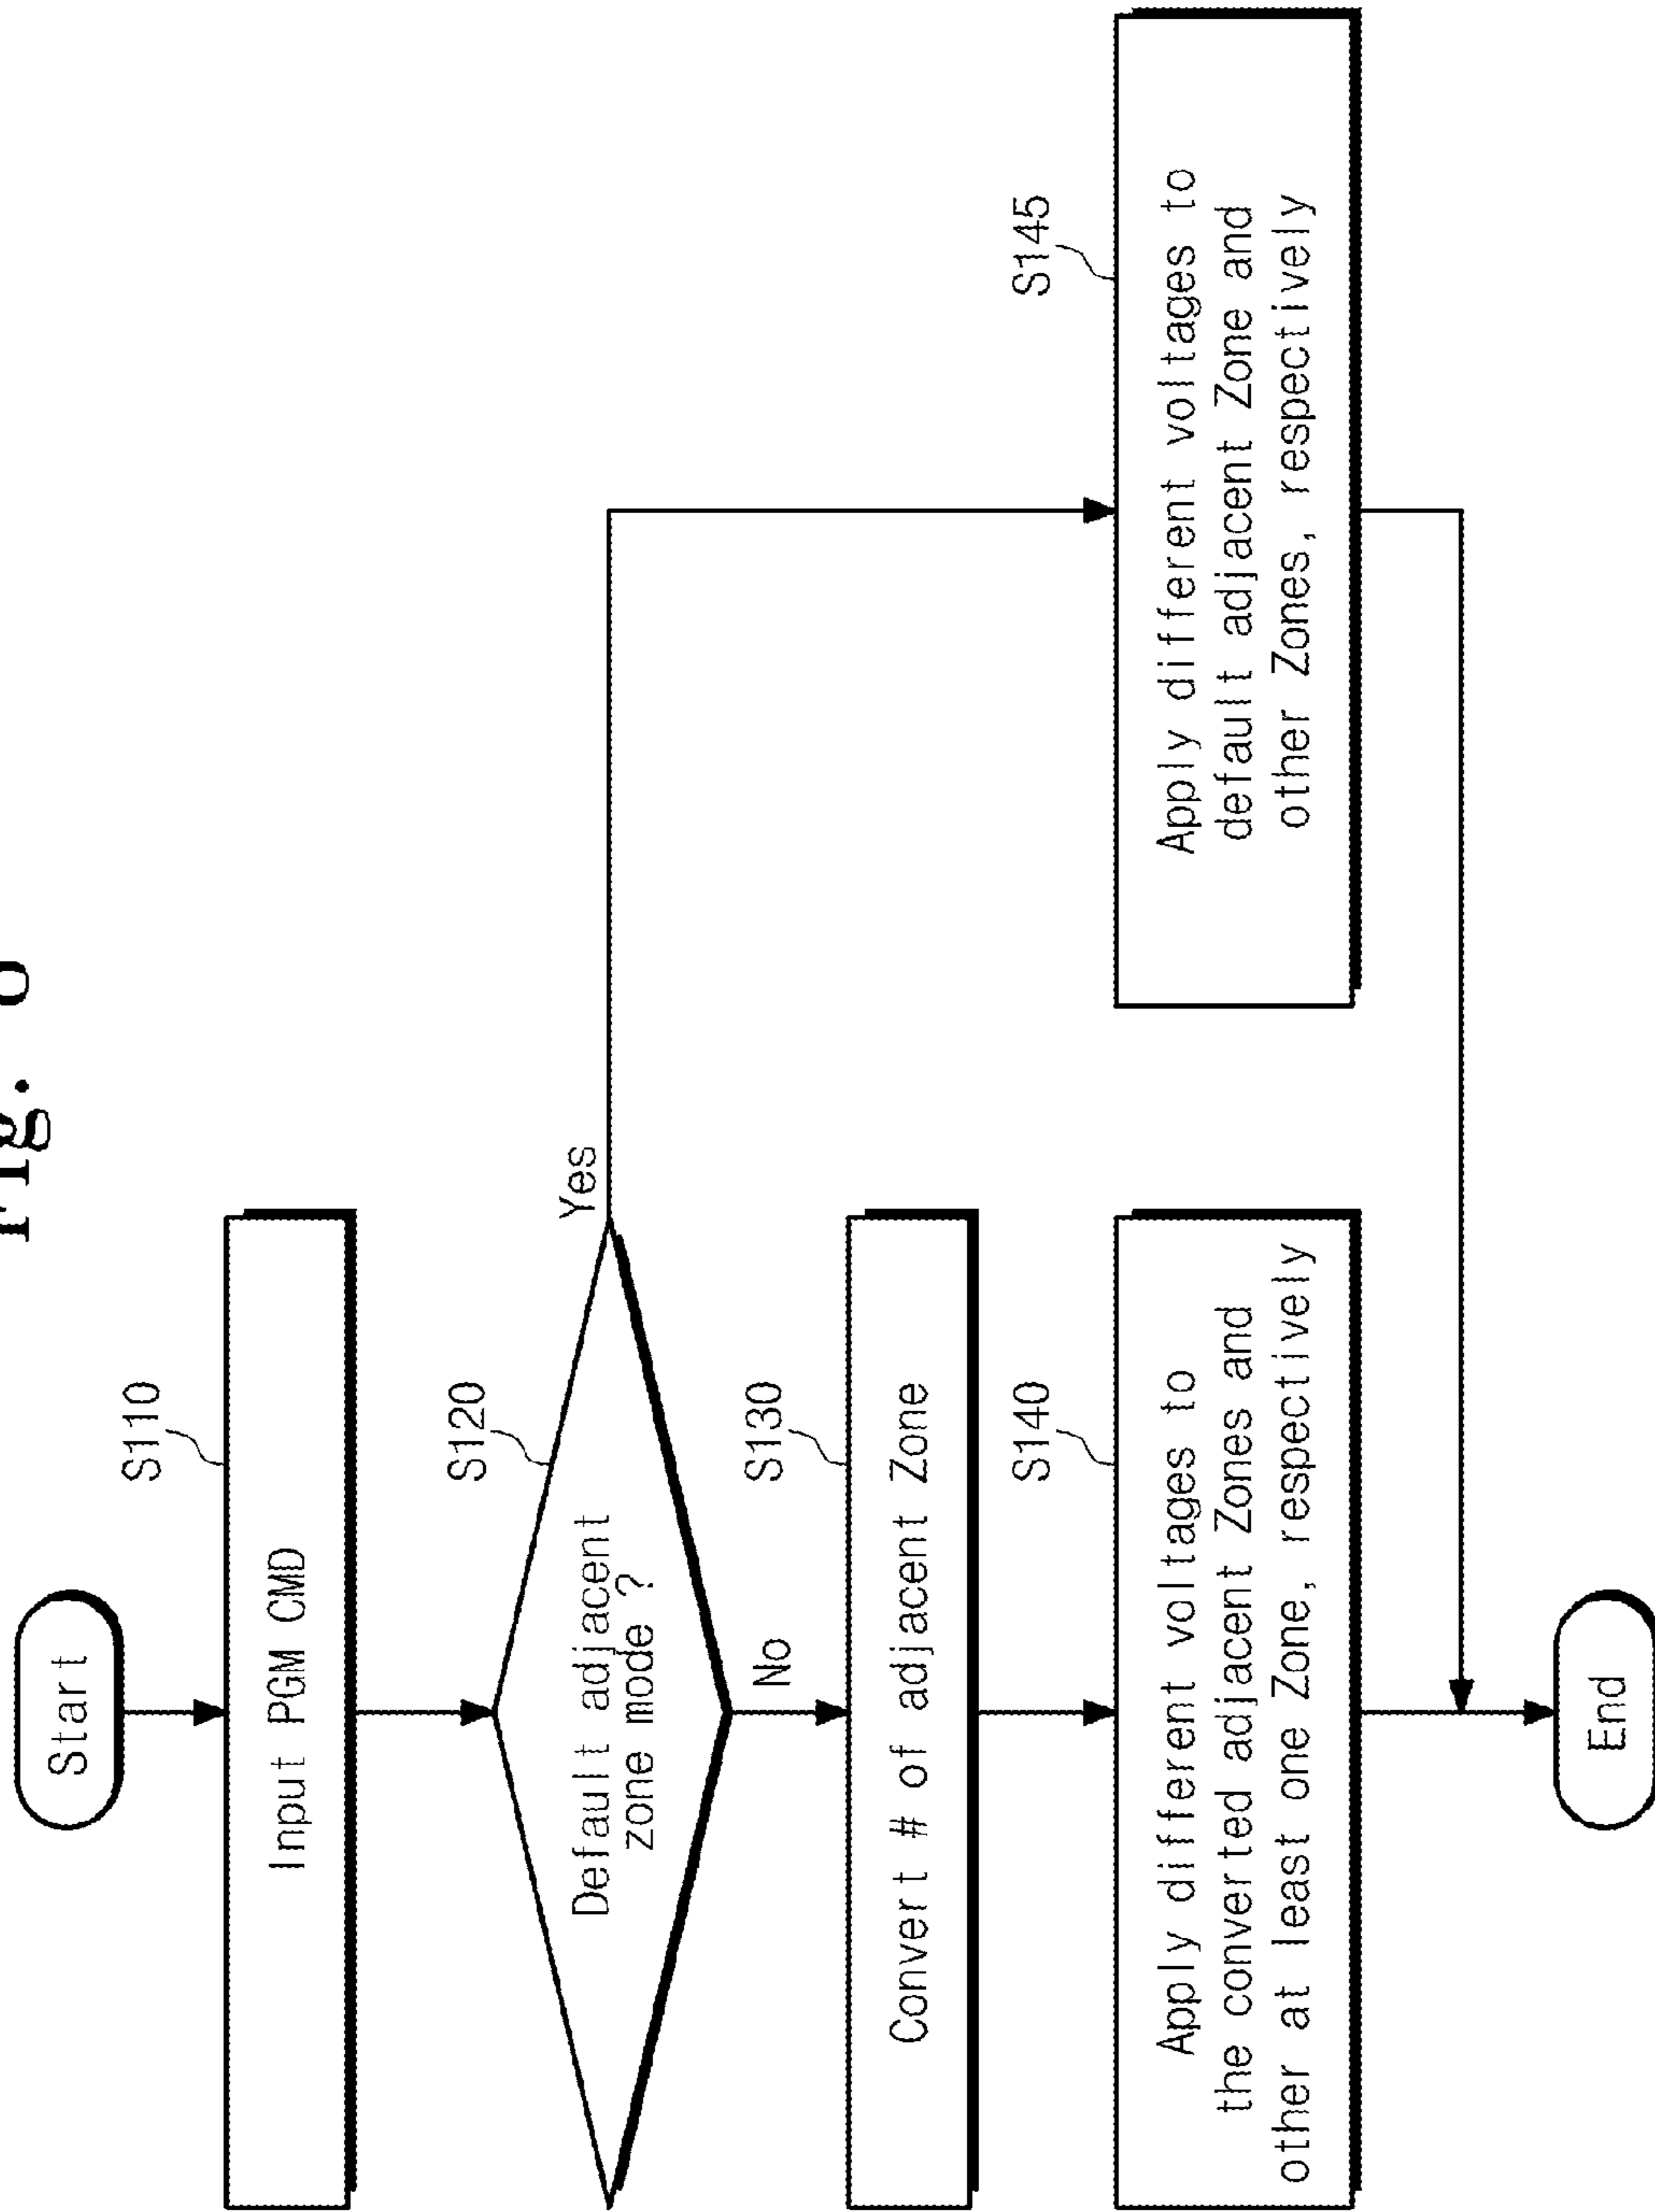 Start
S110
Input PGM CMD
S120
Default adjacent
zone mode ?
Yes
No
S130
Convert # of adjacent Zone
S140
Apply different voltages to
the converted adjacent Zones and
other at least one Zone, respectively
S145
Apply different voltages to
default adjacent Zone and
other Zones, respectively
End